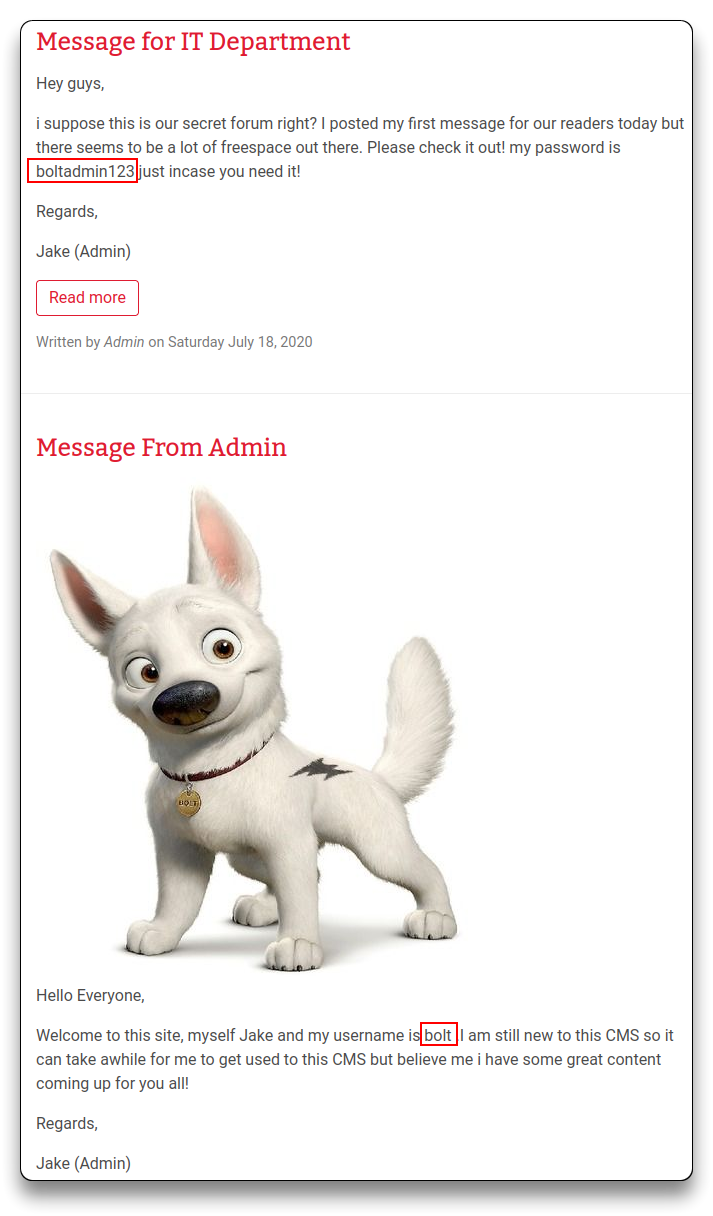 Message for IT Department
Hey guys,
i suppose this is our secret forum right? I posted my first message for our readers today but
there seems to be a lot of freespace out there. Please check it out! my password is
boltadmin123 just incase you need it!
Regards,
Jake (Admin)
Read more
Written by Admin on Saturday July 18, 2020
Message From Admin
BOLT
Hello Everyone,
Welcome to this site, myself Jake and my username is bolt .I am still new to this CMS so it
can take awhile for me to get used to this CMS but believe me i have some great content
coming up for you all!
Regards,
Jake (Admin)